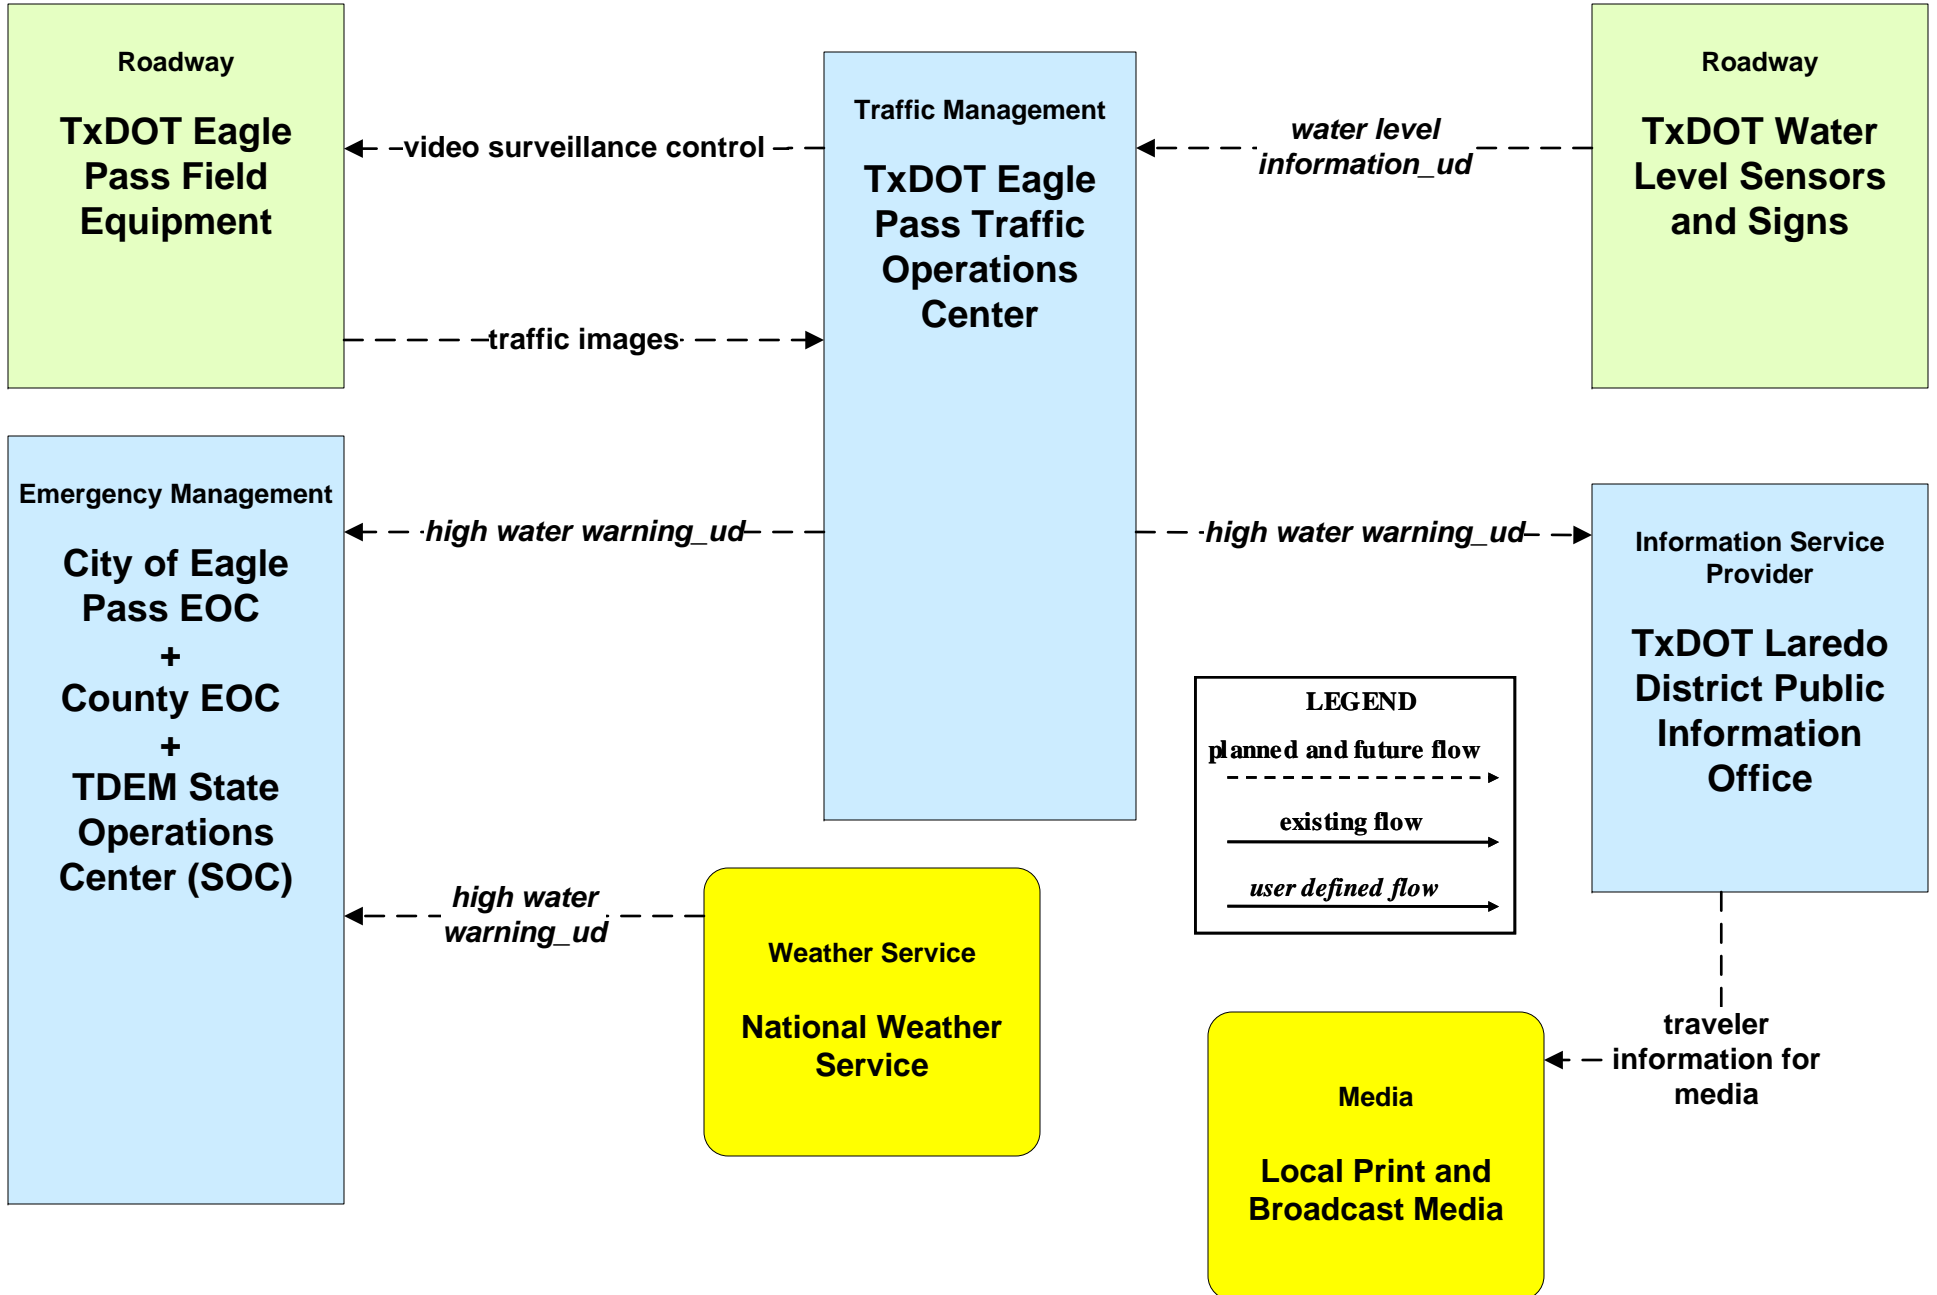 Roadway
TxDOT Eagle
Pass Field
Equipment
Traffic Management
TxDOT Eagle
Pass Traffic
Operations
Center
Roadway
TxDOT Water
Level Sensors
and Signs
video surveillance control
water level
information_ud
traffic images
Emergency Management
City of Eagle
Pass EOC
+
County EOC
+
TDEM State
Operations
Center (SOC)
high water warning_ud
high water warning_ud
Information Service
Provider
TxDOT Laredo
District Public
Information
Office
LEGEND
planned and future flow
existing flow
user defined flow
high water
warning_ud
Weather Service
National Weather
Service
traveler
information for
media
Media
Local Print and
Broadcast Media